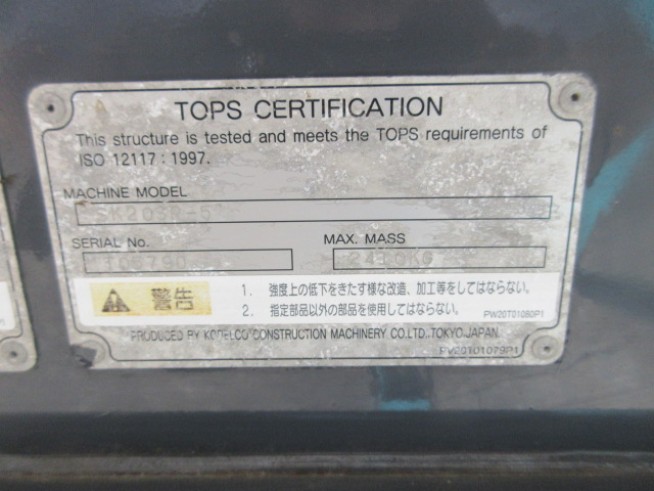 TOPS CERTIFICATION
This structure is tested and meets the TOPS requirements of
ISO 12117 : 1997.
MACHINE MODEL
SK20SR-5
SERIAL No.
MAX. MASS
警告
1. 強度上の低下をきたす様な改造、加工等をしてはならない。
2. 指定部品以外の部品を使用してはならない。
PW20T01080P1
PRODUCED BY KOBELCO CONSTRUCTION MACHINERY CO.LTD., TOKYO,JAPAN.
PW20T01079P1